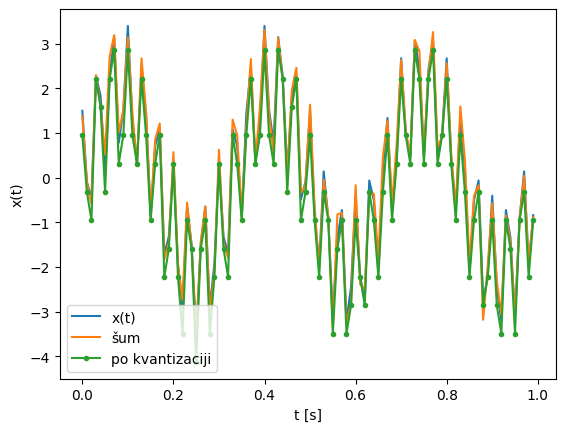 3
2
1
0
−1
−2
−3
−4
x(t)
x(t)
šum
po kvantizaciji
0.0 0.2 0.4 0.6 0.8 1.0
t [s]